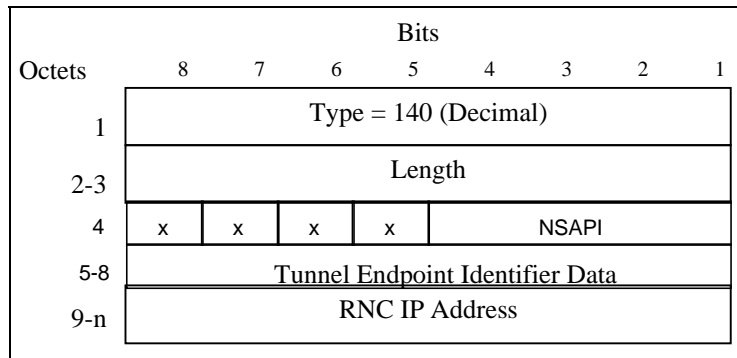 Bits
Octets 8 7 6 5 4 3 2 1
1 Type = 140 (Decimal)
2-3 Length
4 x x x x NSAPI
5-8 Tunnel Endpoint Identifier Data
9-n RNC IP Address